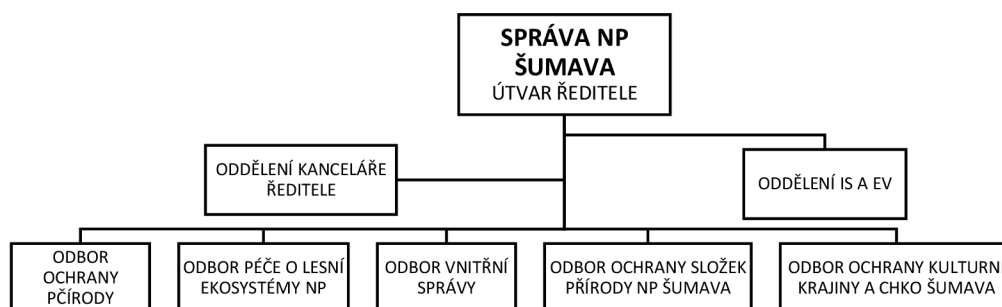 SPRÁVA NP
ŠUMAVA
ÚTVAR ŘEDITELE
ODDĚLENÍ KANCELÁŘE
ŘEDITELE
ODDĚLENÍ IS A EV
ODBOR
OCHRANY
PČÍRODY
ODBOR PÉČE O LESNÍ
EKOSYSTÉMY NP
ODBOR VNITŘNÍ
SPRÁVY
ODBOR OCHRANY SLOŽEK
PŘÍRODY NP ŠUMAVA
ODBOR OCHRANY KULTURNÍ
KRAJINY A CHKO ŠUMAVA